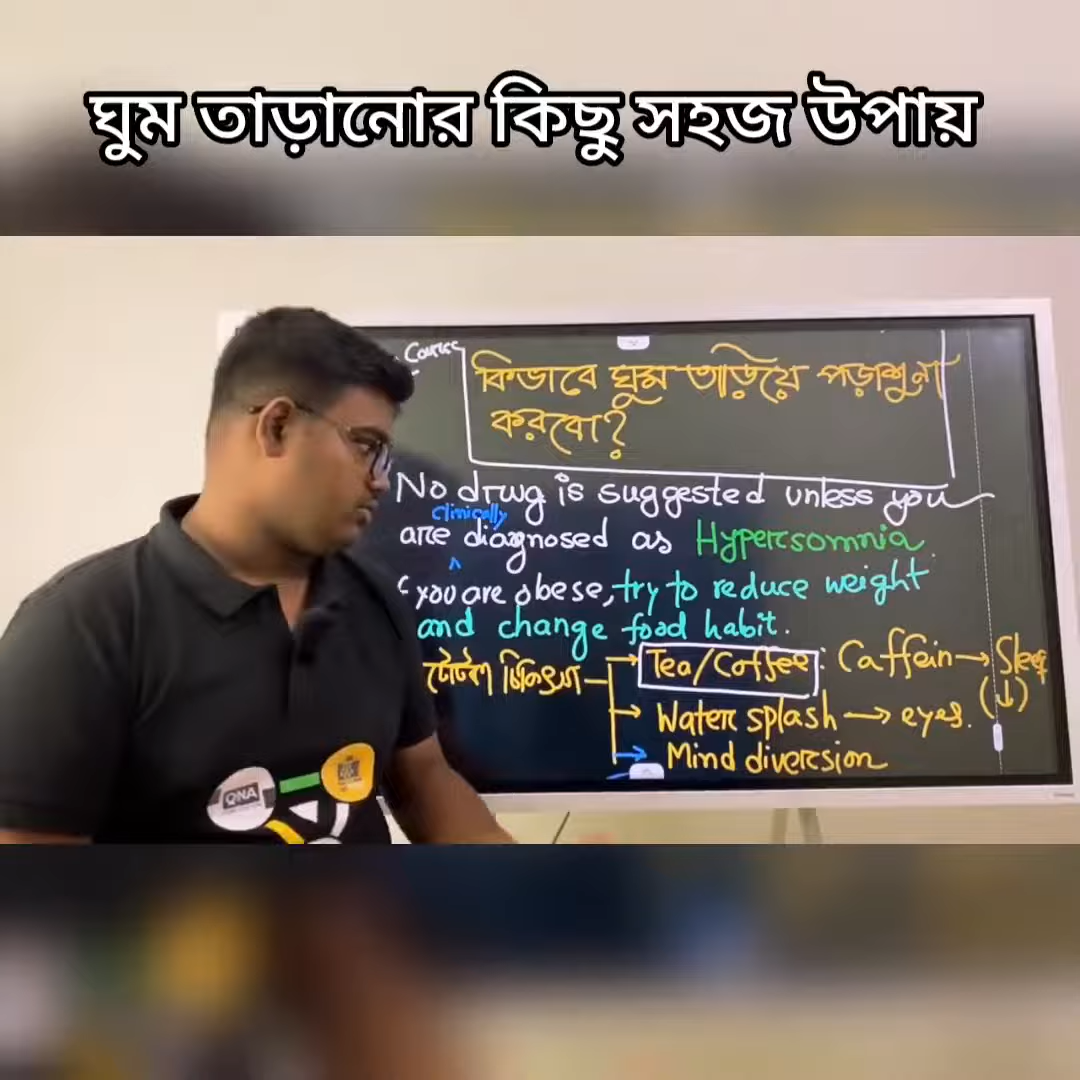 ঘুম তাড়ানোর কিছু সহজ উপায়
Course
কিভাবে ঘুম তাড়িয়ে পড়াশুনা
করবো?
No drug is suggested unless you
clinically
are diagnosed as Hypersomnia.
you are obese, try to reduce weight
and change food habit.
টোটকা চিকিৎসা
Tea/Coffee: Caffein → Sleep
(↓)
Water splash → eyes.
Mind diversion
QNA